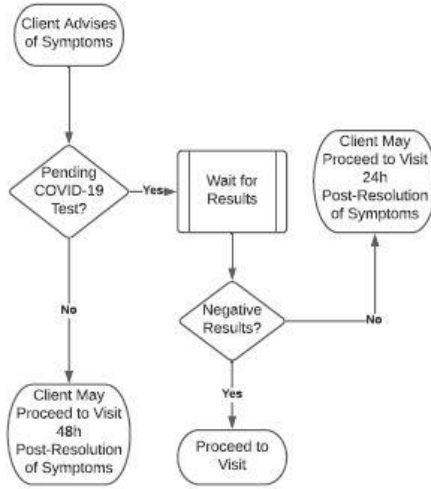 Client Advises
of Symptoms
Pending
COVID-19
Test?
Yes
Wait for
Results
Client May
Proceed to Visit
24h
Post-Resolution
of Symptoms
Negative
Results?
No
No
Yes
Client May
Proceed to Visit
48h
Post-Resolution
of Symptoms
Proceed to
Visit